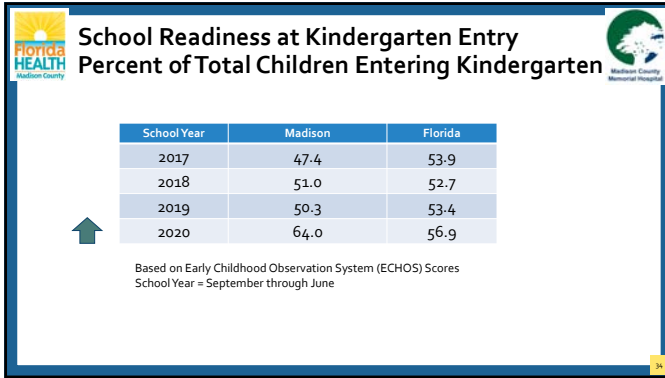 Florida
HEALTH
Madison County
School Readiness at Kindergarten Entry
Percent of Total Children Entering Kindergarten
Madison County
Memorial Hospital
School Year Madison Florida
2017 47.4 53.9
2018 51.0 52.7
2019 50.3 53.4
2020 64.0 56.9
Based on Early Childhood Observation System (ECHOS) Scores
School Year = September through June
34